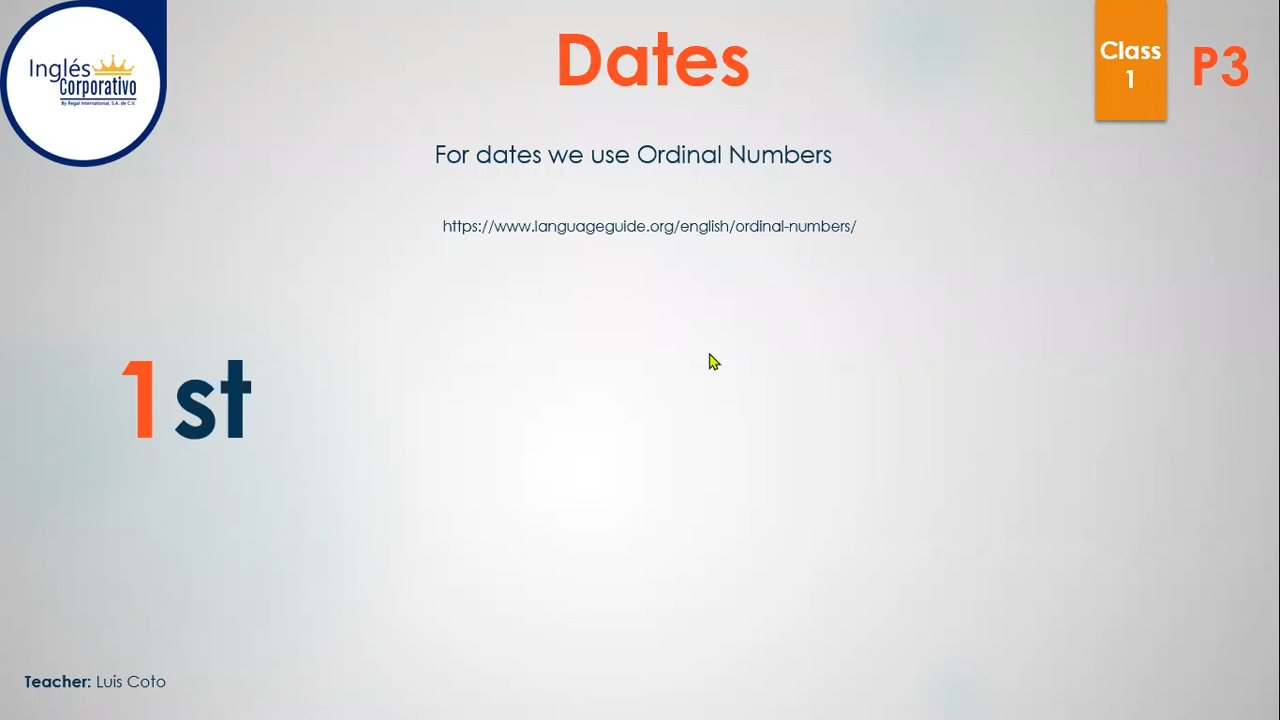 Inglés
Corporativo
By Regal International, S.A. de C.V.
Dates
Class
1
P3
For dates we use Ordinal Numbers
https://www.languageguide.org/english/ordinal-numbers/
1st
Teacher: Luis Coto